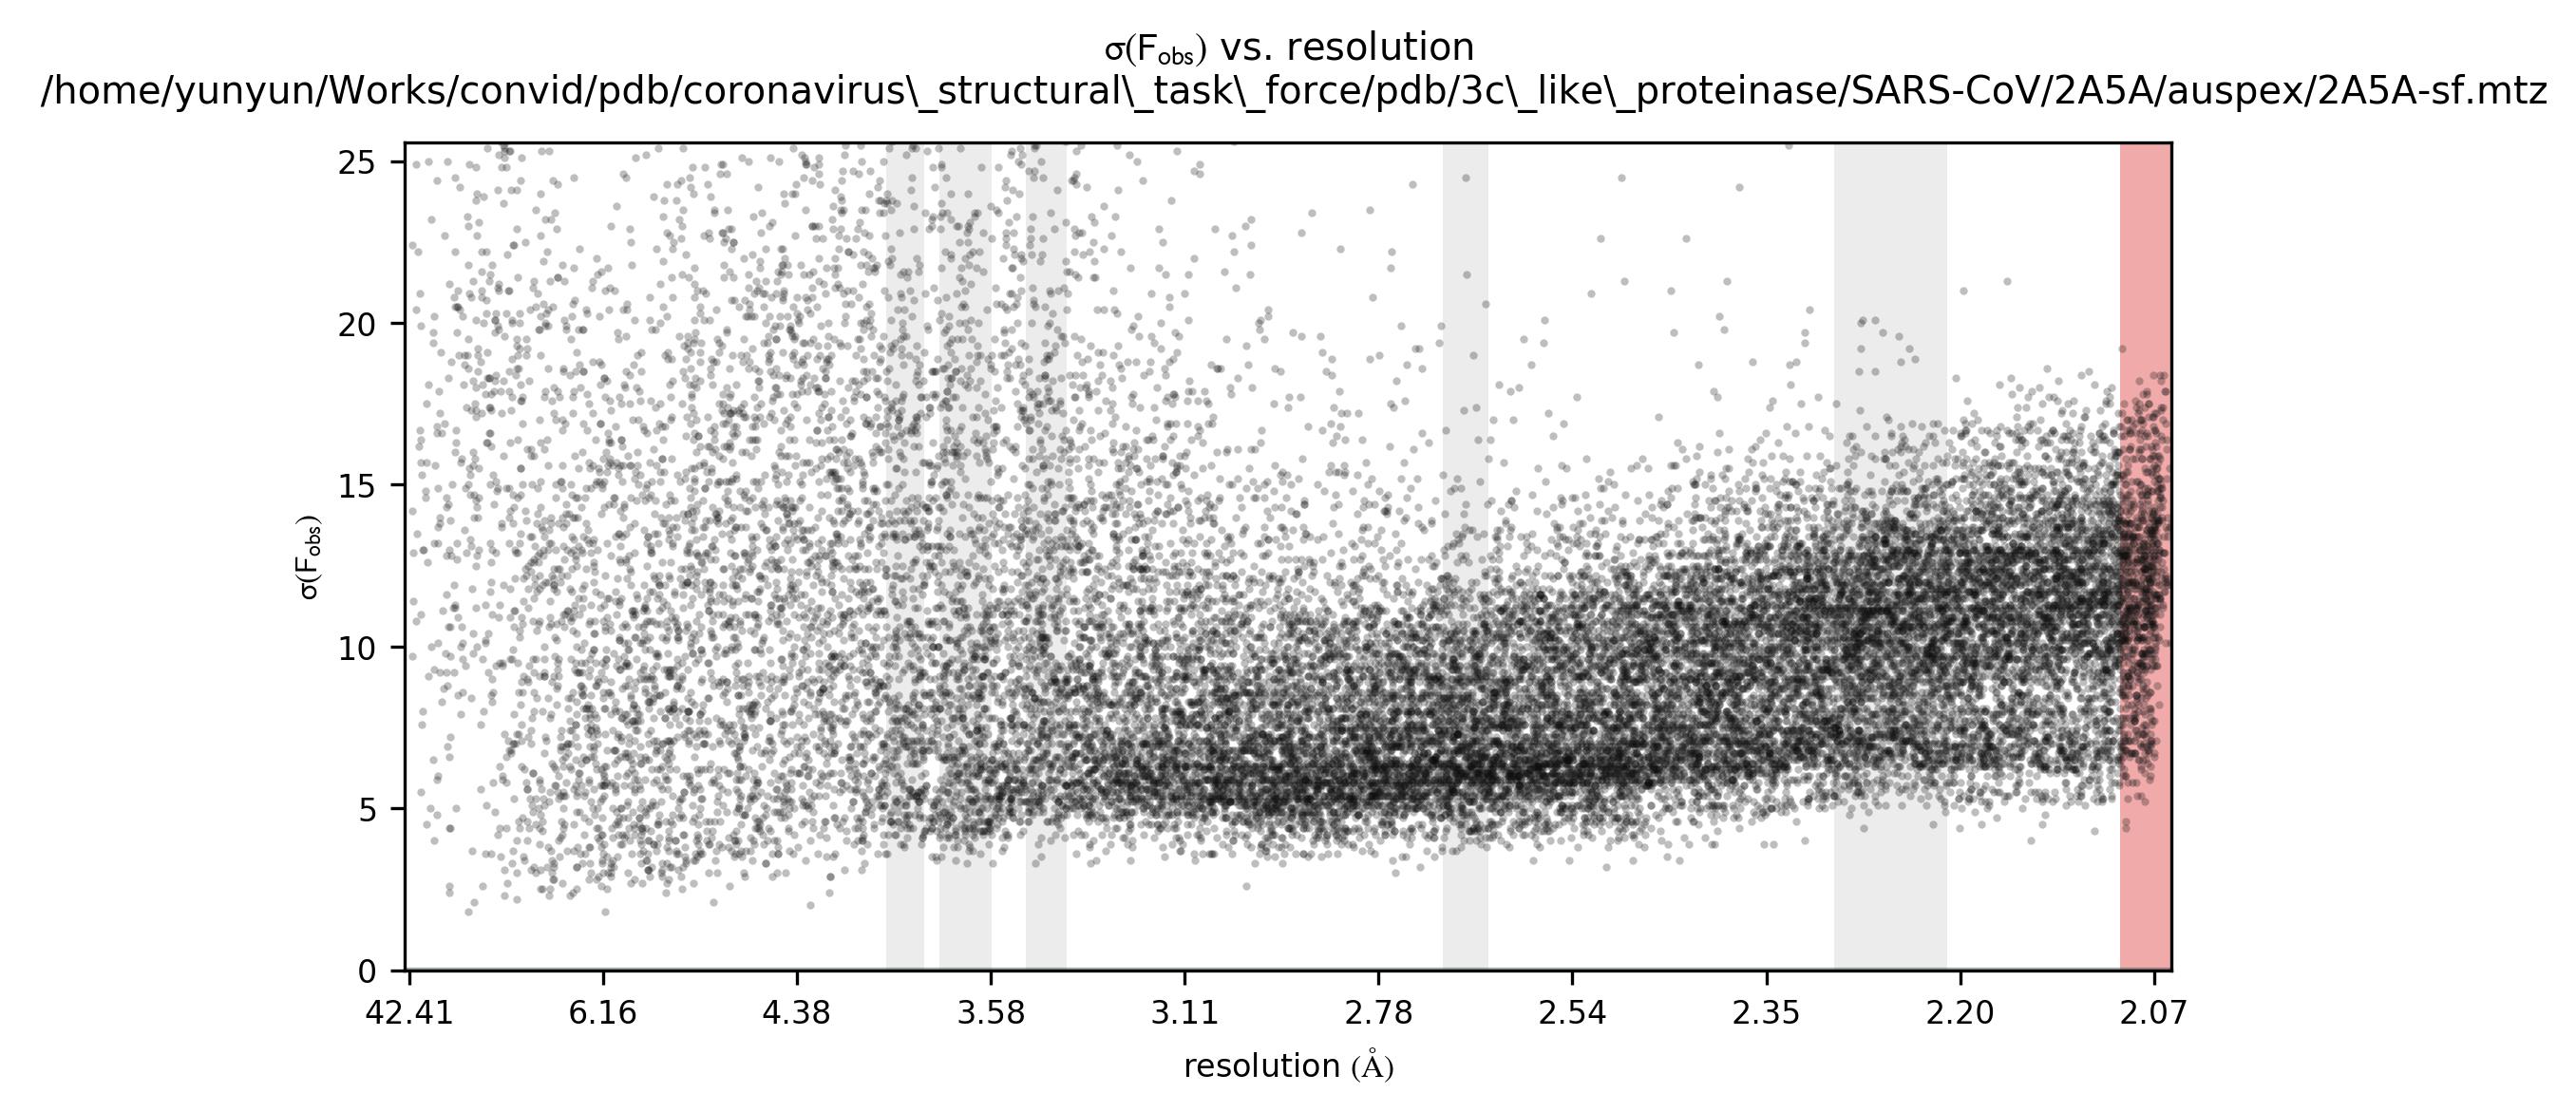 σ(Fobs) vs. resolution
/home/yunyun/Works/convid/pdb/coronavirus\_structural\_task\_force/pdb/3c\_like\_proteinase/SARS-CoV/2A5A/auspex/2A5A-sf.mtz
25
20
15
10
5
0
σ(Fobs)
42.41 6.16 4.38 3.58 3.11 2.78 2.54 2.35 2.20 2.07
resolution (Å)